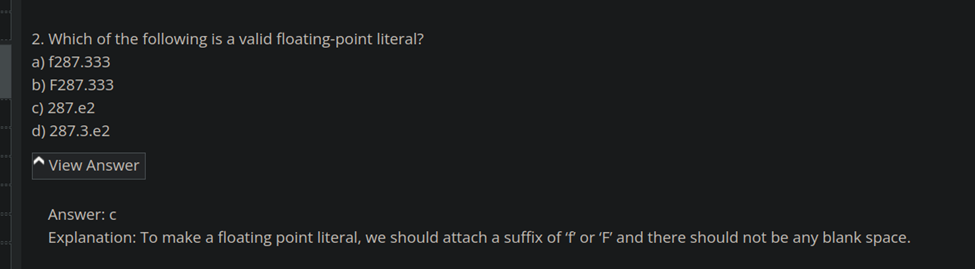 2. Which of the following is a valid floating-point literal?
a) f287.333
b) F287.333
c) 287.e2
d) 287.3.e2
View Answer
Answer: c
Explanation: To make a floating point literal, we should attach a suffix of ‘f’ or ‘F’ and there should not be any blank space.